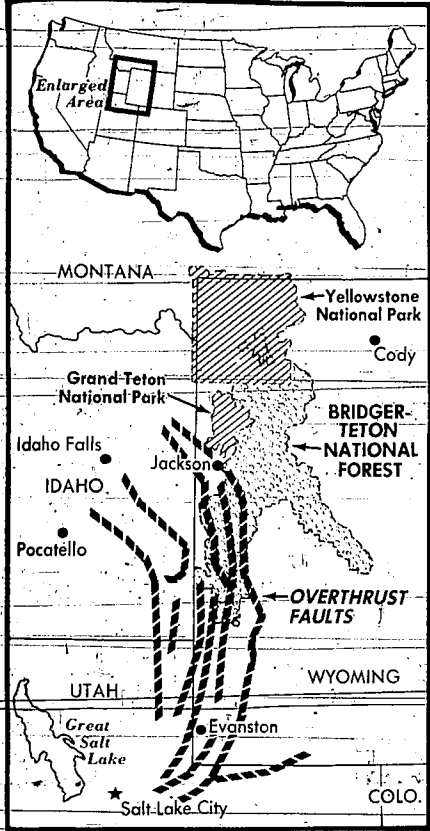 Enlarged
Area
MONTANA
Yellowstone
National Park
Cody
Grand Teton
National Park
BRIDGER-
TETON
NATIONAL
FOREST
Idaho Falls
Jackson
IDAHO
Pocatello
OVERTHRUST
FAULTS
WYOMING
UTAH
Great
Salt
Lake
Evanston
Salt Lake City
COLO.